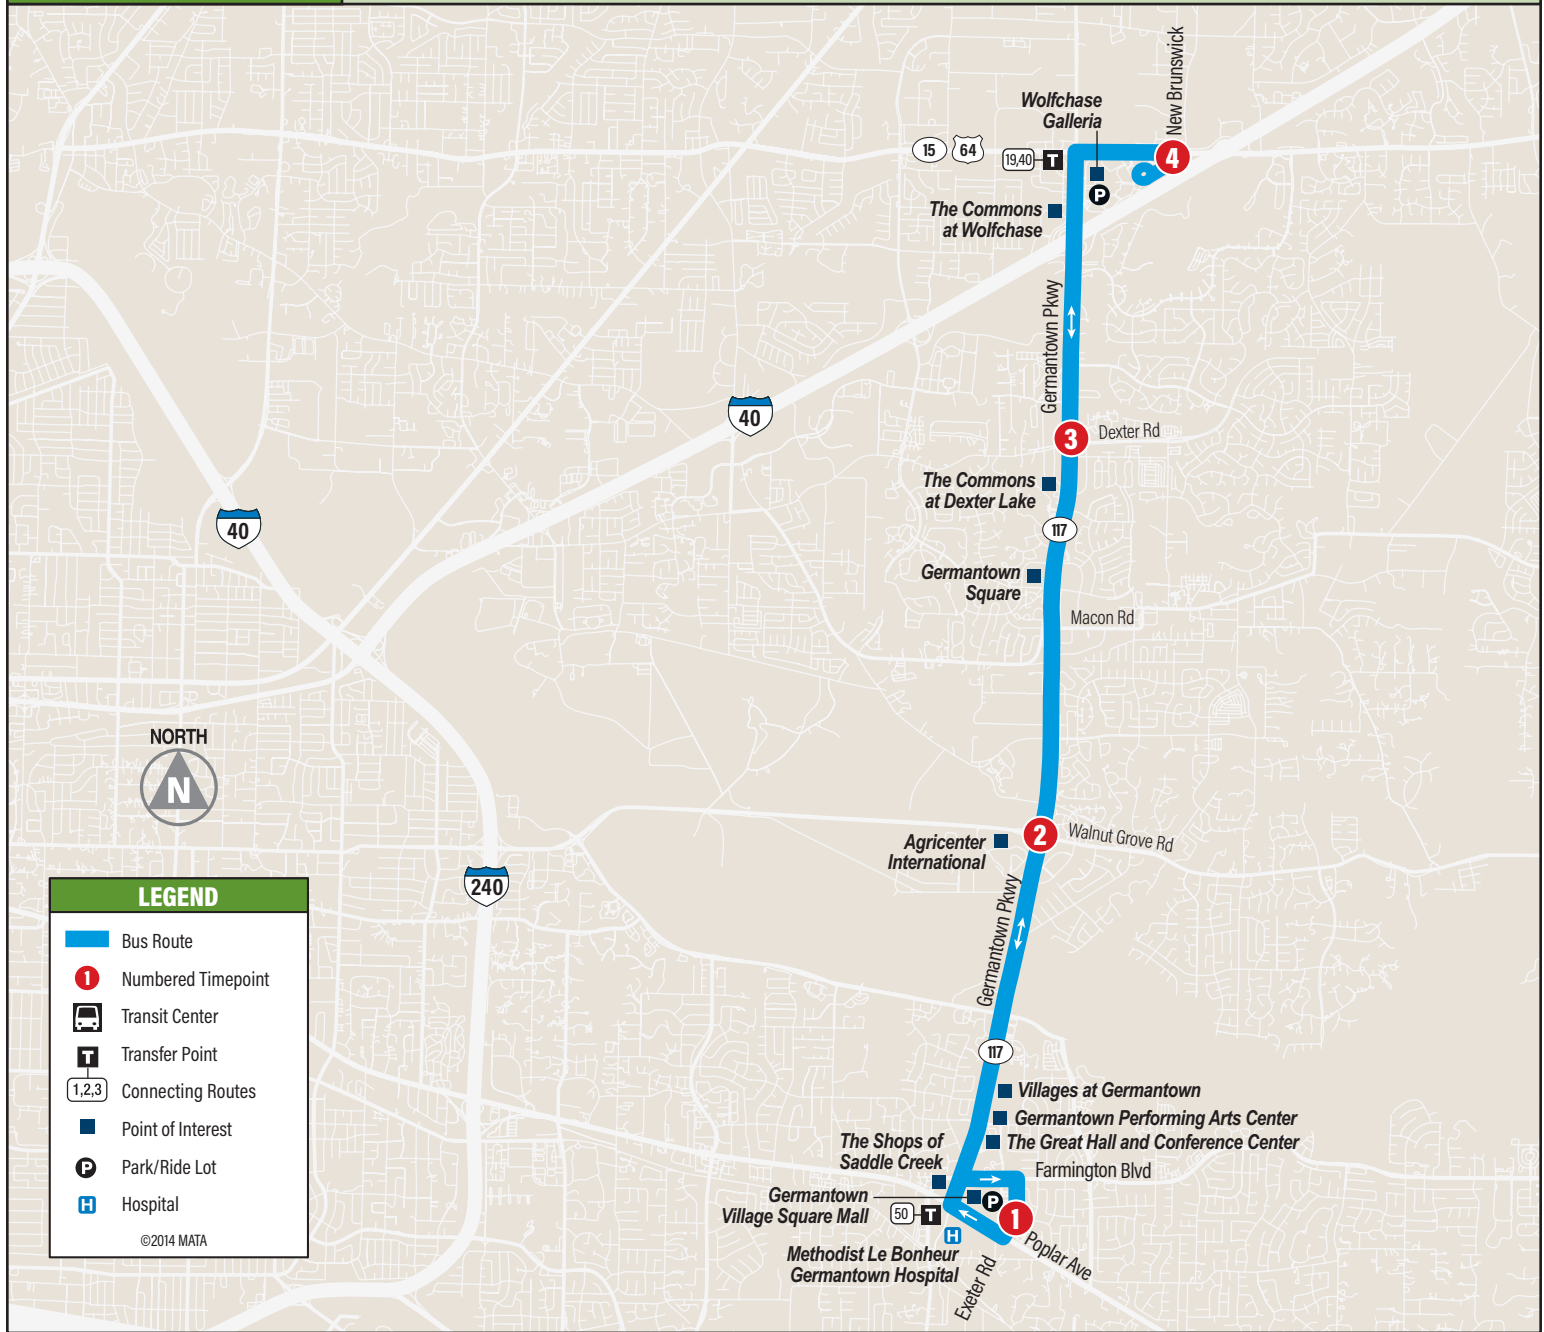 New Brunswick
Wolfchase
Galleria
15
64
19,40
T
4
P
The Commons
at Wolfchase
Germantown Pkwy
40
3
Dexter Rd
The Commons
at Dexter Lake
40
117
Germantown
Square
Macon Rd
NORTH
N
2
Walnut Grove Rd
Agricenter
International
240
Germantown Pkwy
117
Villages at Germantown
Germantown Performing Arts Center
The Great Hall and Conference Center
The Shops of
Saddle Creek
Farmington Blvd
Germantown
Village Square Mall
P
50
T
1
H
Poplar Ave
Methodist Le Bonheur
Germantown Hospital
Exeter Rd
LEGEND
Bus Route
1
Numbered Timepoint
Transit Center
T
Transfer Point
1,2,3
Connecting Routes
Point of Interest
P
Park/Ride Lot
H
Hospital
©2014 MATA